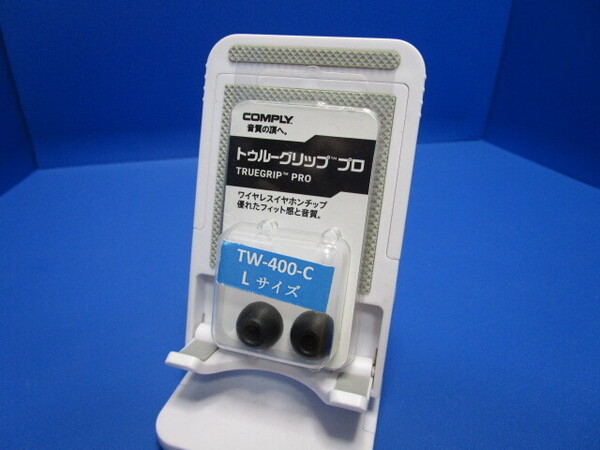 COMPLY™
音質の頂へ。
トゥルーグリップ™ プロ
TRUEGRIP™ PRO
ワイヤレスイヤホンチップ
優れたフィット感と音質。
TW-400-C
L サイズ